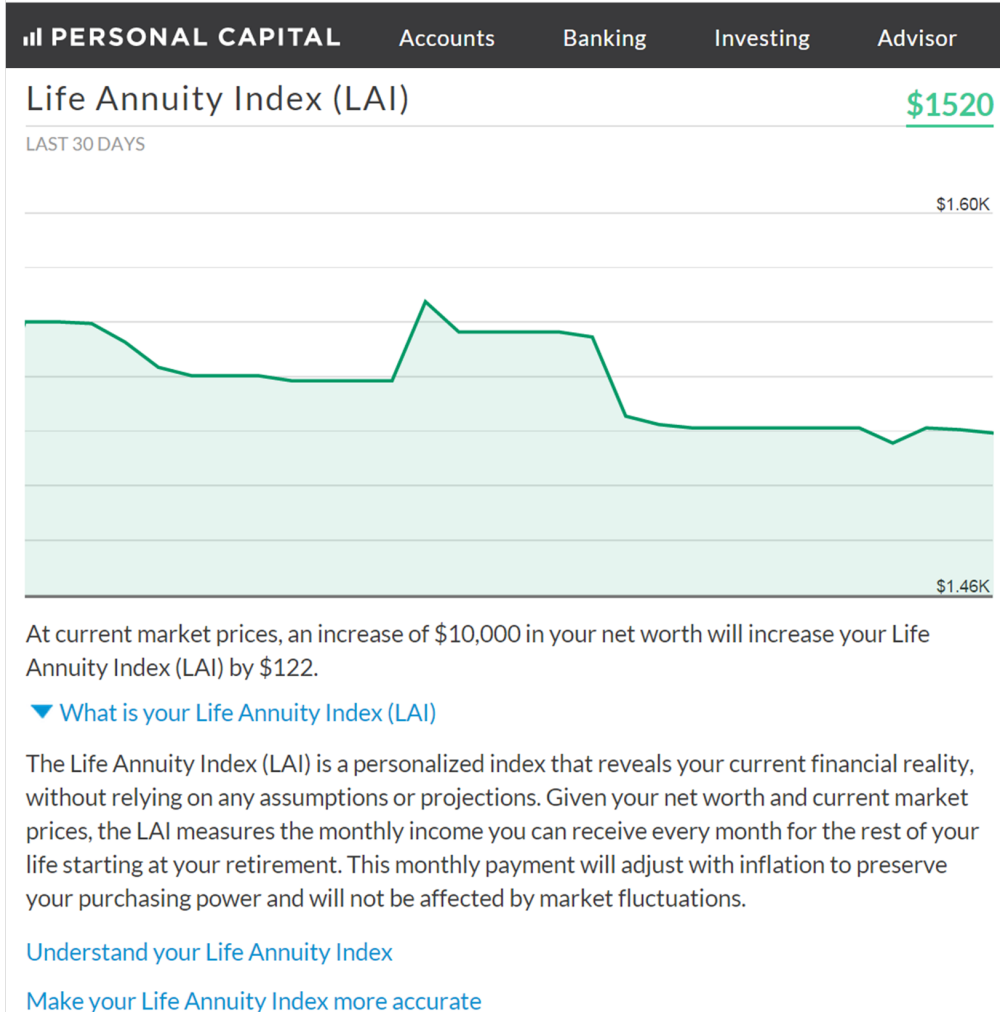 PERSONAL CAPITAL Accounts Banking Investing Advisor
Life Annuity Index (LAI)
$1520
LAST 30 DAYS
$1.60K
$1.46K
At current market prices, an increase of $10,000 in your net worth will increase your Life
Annuity Index (LAI) by $122.
What is your Life Annuity Index (LAI)
The Life Annuity Index (LAI) is a personalized index that reveals your current financial reality,
without relying on any assumptions or projections. Given your net worth and current market
prices, the LAI measures the monthly income you can receive every month for the rest of your
life starting at your retirement. This monthly payment will adjust with inflation to preserve
your purchasing power and will not be affected by market fluctuations.
Understand your Life Annuity Index
Make your Life Annuity Index more accurate